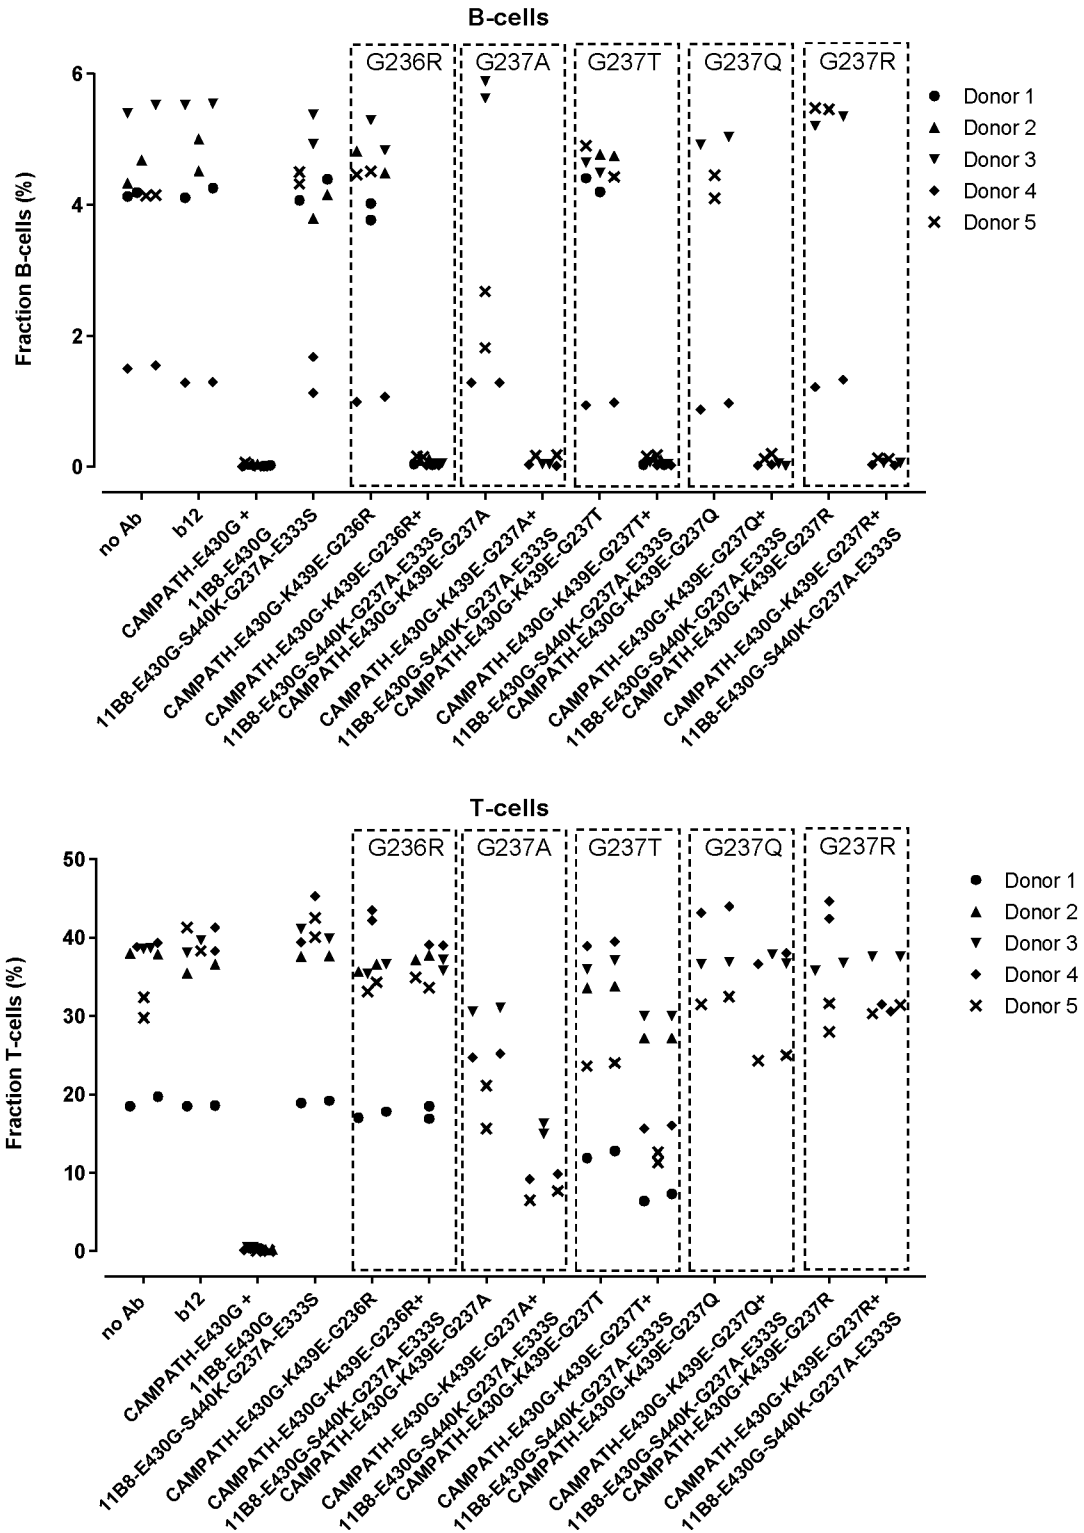 B-cells
G236R G237A G237T G237Q G237R
6
4
2
0
Fraction B-cells (%)
Donor 1
Donor 2
Donor 3
Donor 4
Donor 5
no Ab
b12
CAMPATH-E430G +
11B8-E430G
11B8-E430G-S440K-G237A-E333S
CAMPATH-E430G-K439E-G236R
CAMPATH-E430G-K439E-G236R+
11B8-E430G-S440K-G237A-E333S
CAMPATH-E430G-K439E-G237A
CAMPATH-E430G-K439E-G237A+
11B8-E430G-S440K-G237A-E333S
CAMPATH-E430G-K439E-G237T
CAMPATH-E430G-K439E-G237T+
11B8-E430G-S440K-G237A-E333S
CAMPATH-E430G-K439E-G237Q
CAMPATH-E430G-K439E-G237Q+
11B8-E430G-S440K-G237A-E333S
CAMPATH-E430G-K439E-G237R
CAMPATH-E430G-K439E-G237R+
11B8-E430G-S440K-G237A-E333S
T-cells
G236R G237A G237T G237Q G237R
50
40
30
20
10
0
Fraction T-cells (%)
Donor 1
Donor 2
Donor 3
Donor 4
Donor 5
no Ab
b12
CAMPATH-E430G +
11B8-E430G
11B8-E430G-S440K-G237A-E333S
CAMPATH-E430G-K439E-G236R
CAMPATH-E430G-K439E-G236R+
11B8-E430G-S440K-G237A-E333S
CAMPATH-E430G-K439E-G237A
CAMPATH-E430G-K439E-G237A+
11B8-E430G-S440K-G237A-E333S
CAMPATH-E430G-K439E-G237T
CAMPATH-E430G-K439E-G237T+
11B8-E430G-S440K-G237A-E333S
CAMPATH-E430G-K439E-G237Q
CAMPATH-E430G-K439E-G237Q+
11B8-E430G-S440K-G237A-E333S
CAMPATH-E430G-K439E-G237R
CAMPATH-E430G-K439E-G237R+
11B8-E430G-S440K-G237A-E333S